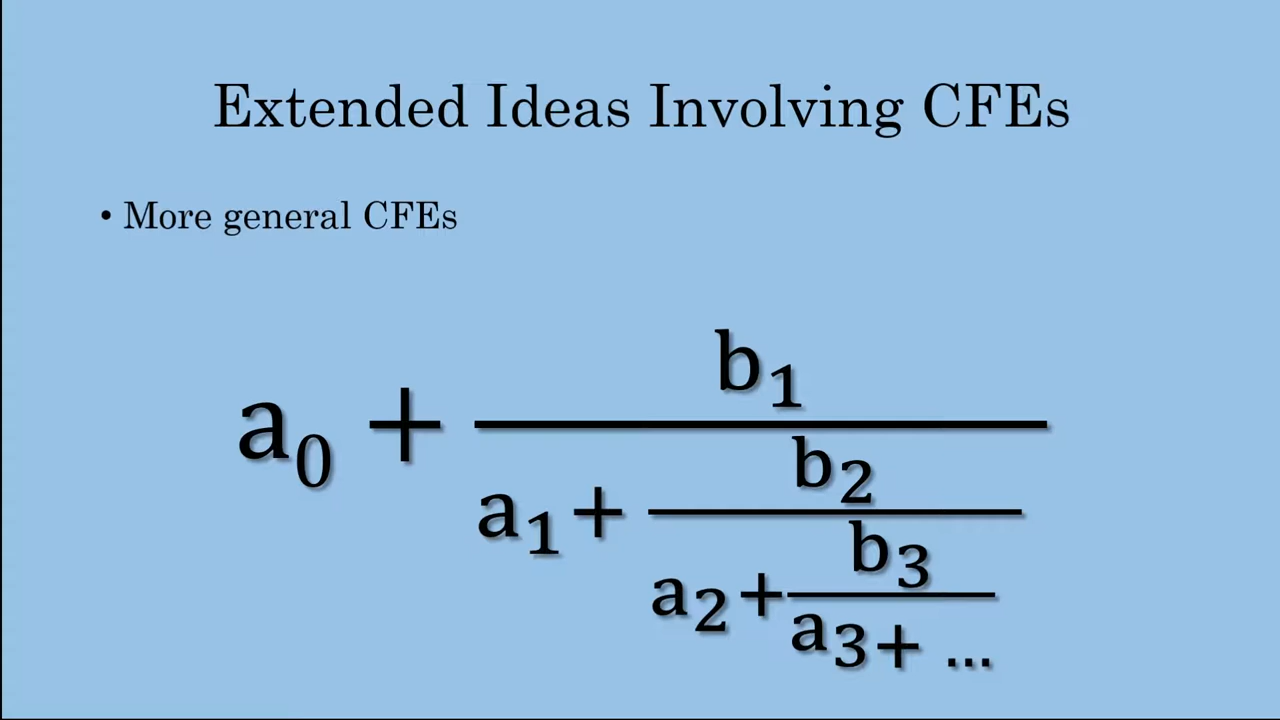 Extended Ideas Involving CFEs
• More general CFEs
b₁
a₀ +
b₂
a₁+
b₃
a₂+
a₃+ ...